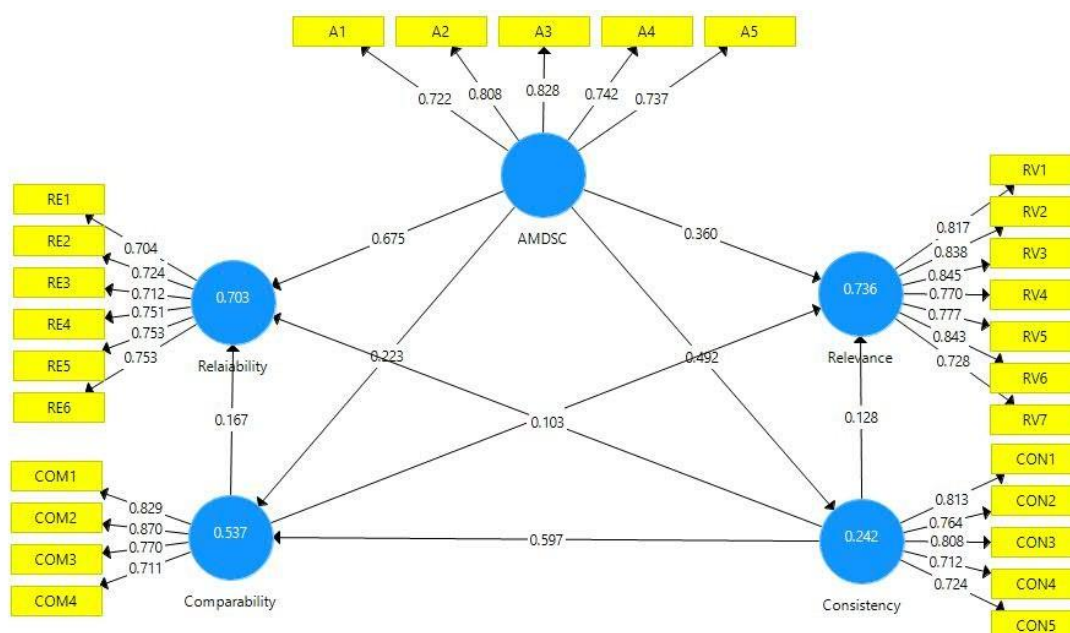 A1 A2 A3 A4 A5
0.722 0.808 0.828 0.742 0.737
AMDSC
RE1
RE2
RE3
RE4
RE5
RE6
0.704
0.724
0.712
0.751
0.753
0.753
0.703
Relaiability
RV1
RV2
RV3
RV4
RV5
RV6
RV7
0.817
0.838
0.845
0.770
0.777
0.843
0.728
0.736
Relevance
0.675
0.360
0.223
0.492
0.167
0.103
0.128
0.597
COM1
COM2
COM3
COM4
0.829
0.870
0.770
0.711
0.537
Comparability
CON1
CON2
CON3
CON4
CON5
0.813
0.764
0.808
0.712
0.724
0.242
Consistency